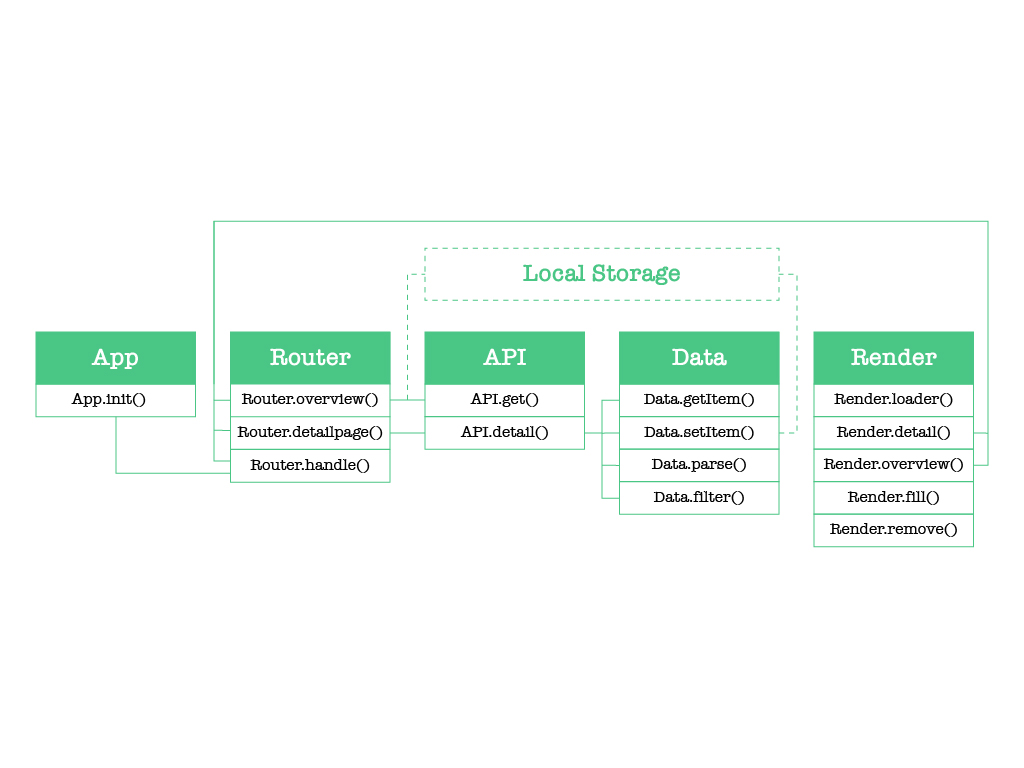 Local Storage
App
App.init()
Router
Router.overview()
Router.detailpage()
Router.handle()
API
API.get()
API.detail()
Data
Data.getItem()
Data.setItem()
Data.parse()
Data.filter()
Render
Render.loader()
Render.detail()
Render.overview()
Render.fill()
Render.remove()